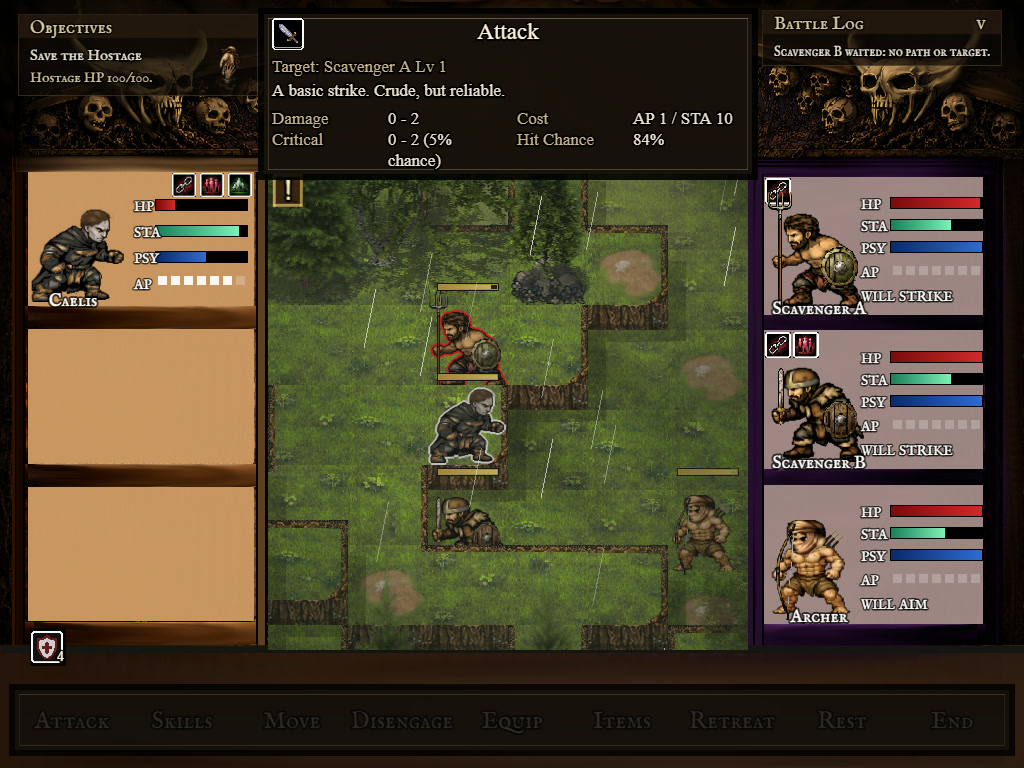 Objectives
Save the Hostage
Hostage HP 100/100.
Attack
Target: Scavenger A Lv 1
A basic strike. Crude, but reliable.
Damage 0 - 2 Cost AP 1 / STA 10
Critical 0 - 2 (5% chance) Hit Chance 84%
Battle Log V
Scavenger B waited: no path or target.
HP
STA
PSY
AP
Caelis
!
HP
STA
PSY
AP
WILL STRIKE
Scavenger A
HP
STA
PSY
AP
WILL STRIKE
Scavenger B
HP
STA
PSY
AP
WILL AIM
Archer
4
Attack Skills Move Disengage Equip Items Retreat Rest End